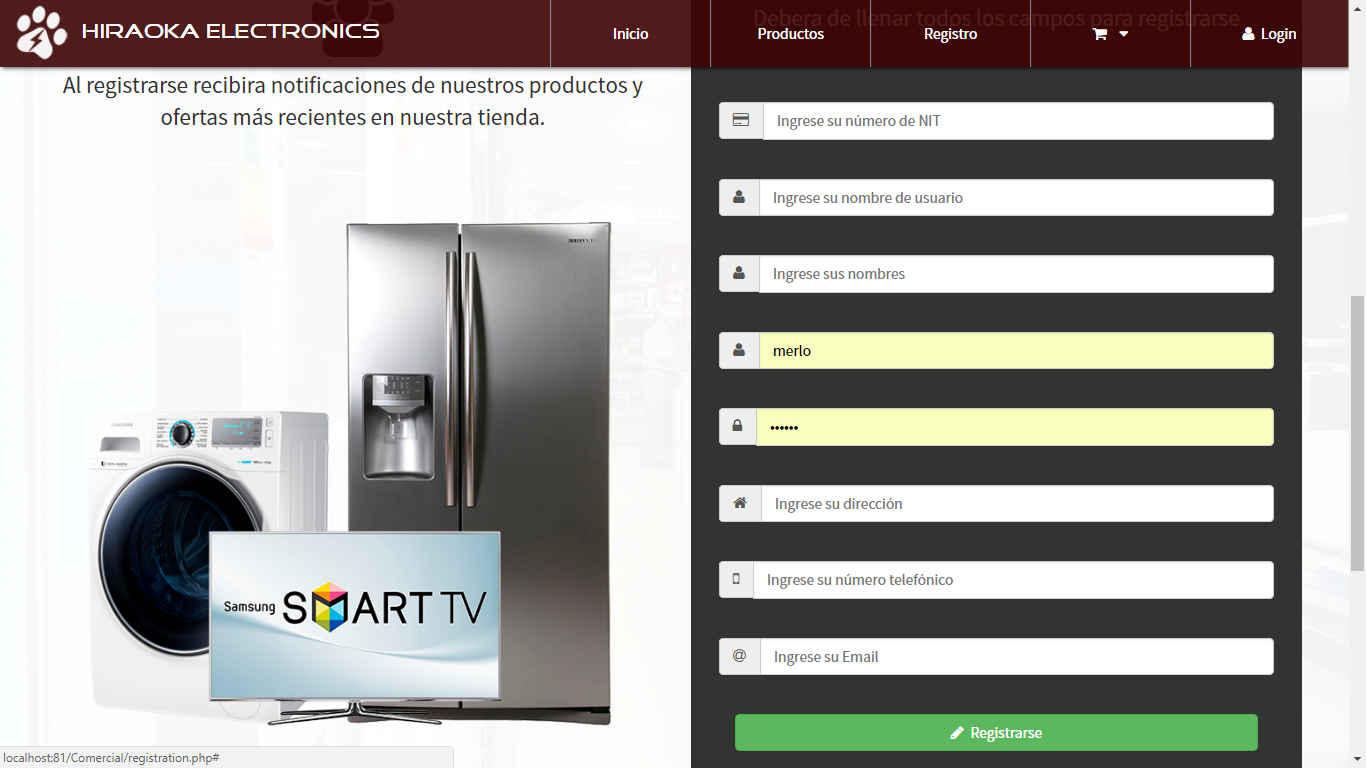 HIRAOKA ELECTRONICS
Inicio
Productos
Registro
Login
Debera de llenar todos los campos para registrarse
Al registrarse recibira notificaciones de nuestros productos y
ofertas más recientes en nuestra tienda.
Ingrese su número de NIT
Ingrese su nombre de usuario
Ingrese sus nombres
merlo
••••••
Ingrese su dirección
Ingrese su número telefónico
Ingrese su Email
Registrarse
SAMSUNG
Samsung SMART TV
localhost:81/Comercial/registration.php#